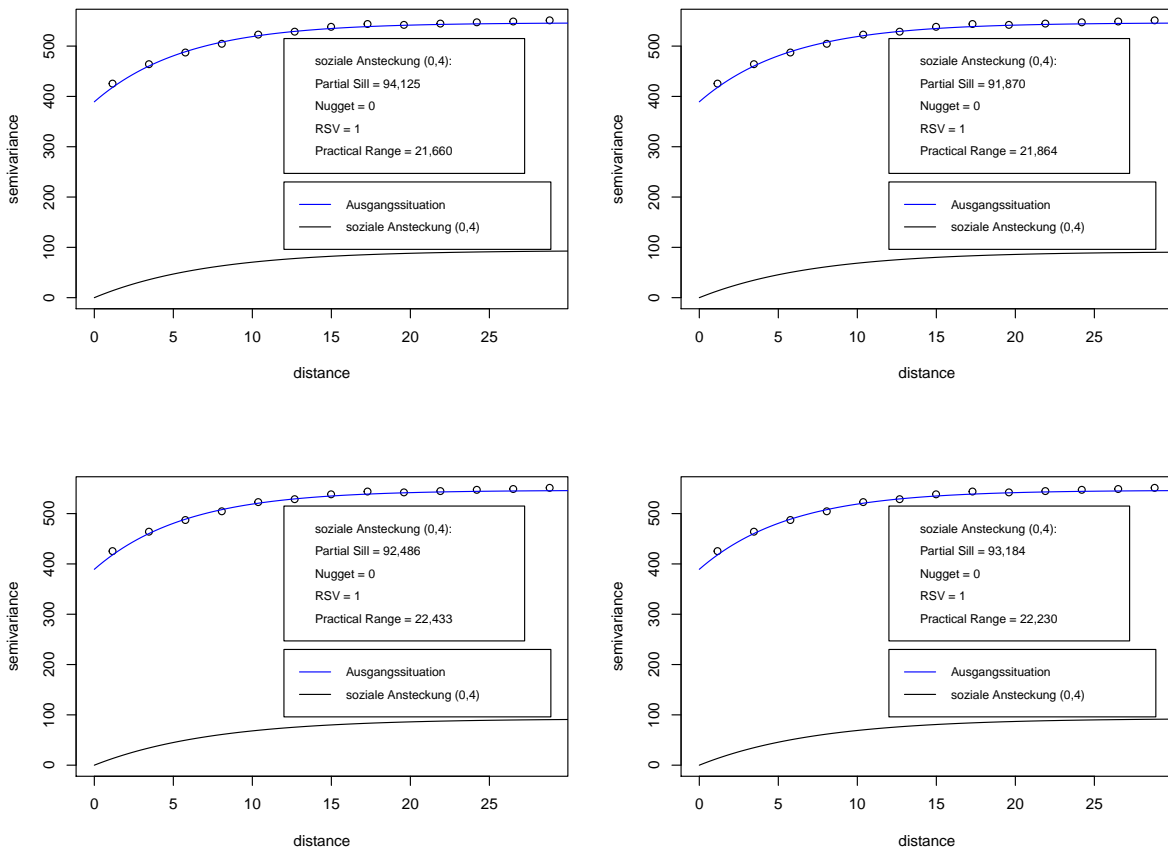 500
400
300
200
100
0
semivariance
soziale Ansteckung (0,4):
Partial Sill = 94,125
Nugget = 0
RSV = 1
Practical Range = 21,660
Ausgangssituation
soziale Ansteckung (0,4)
0 5 10 15 20 25
distance
500
400
300
200
100
0
semivariance
soziale Ansteckung (0,4):
Partial Sill = 91,870
Nugget = 0
RSV = 1
Practical Range = 21,864
Ausgangssituation
soziale Ansteckung (0,4)
0 5 10 15 20 25
distance
500
400
300
200
100
0
semivariance
soziale Ansteckung (0,4):
Partial Sill = 92,486
Nugget = 0
RSV = 1
Practical Range = 22,433
Ausgangssituation
soziale Ansteckung (0,4)
0 5 10 15 20 25
distance
500
400
300
200
100
0
semivariance
soziale Ansteckung (0,4):
Partial Sill = 93,184
Nugget = 0
RSV = 1
Practical Range = 22,230
Ausgangssituation
soziale Ansteckung (0,4)
0 5 10 15 20 25
distance